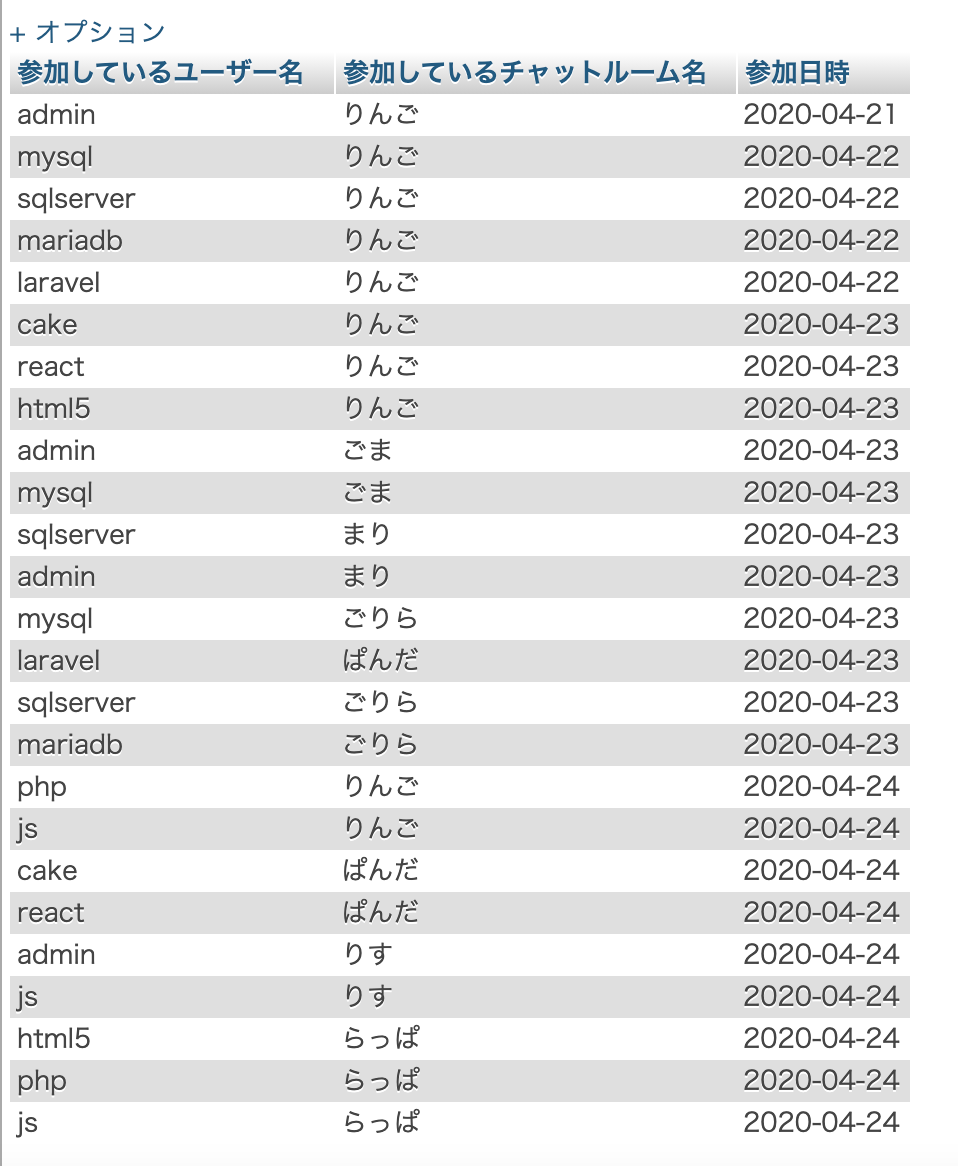 + オプション
参加しているユーザー名 参加しているチャットルーム名 参加日時
admin りんご 2020-04-21
mysql りんご 2020-04-22
sqlserver りんご 2020-04-22
mariadb りんご 2020-04-22
laravel りんご 2020-04-22
cake りんご 2020-04-23
react りんご 2020-04-23
html5 りんご 2020-04-23
admin ごま 2020-04-23
mysql ごま 2020-04-23
sqlserver まり 2020-04-23
admin まり 2020-04-23
mysql ごりら 2020-04-23
laravel ぱんだ 2020-04-23
sqlserver ごりら 2020-04-23
mariadb ごりら 2020-04-23
php りんご 2020-04-24
js りんご 2020-04-24
cake ぱんだ 2020-04-24
react ぱんだ 2020-04-24
admin りす 2020-04-24
js りす 2020-04-24
html5 らっぱ 2020-04-24
php らっぱ 2020-04-24
js らっぱ 2020-04-24